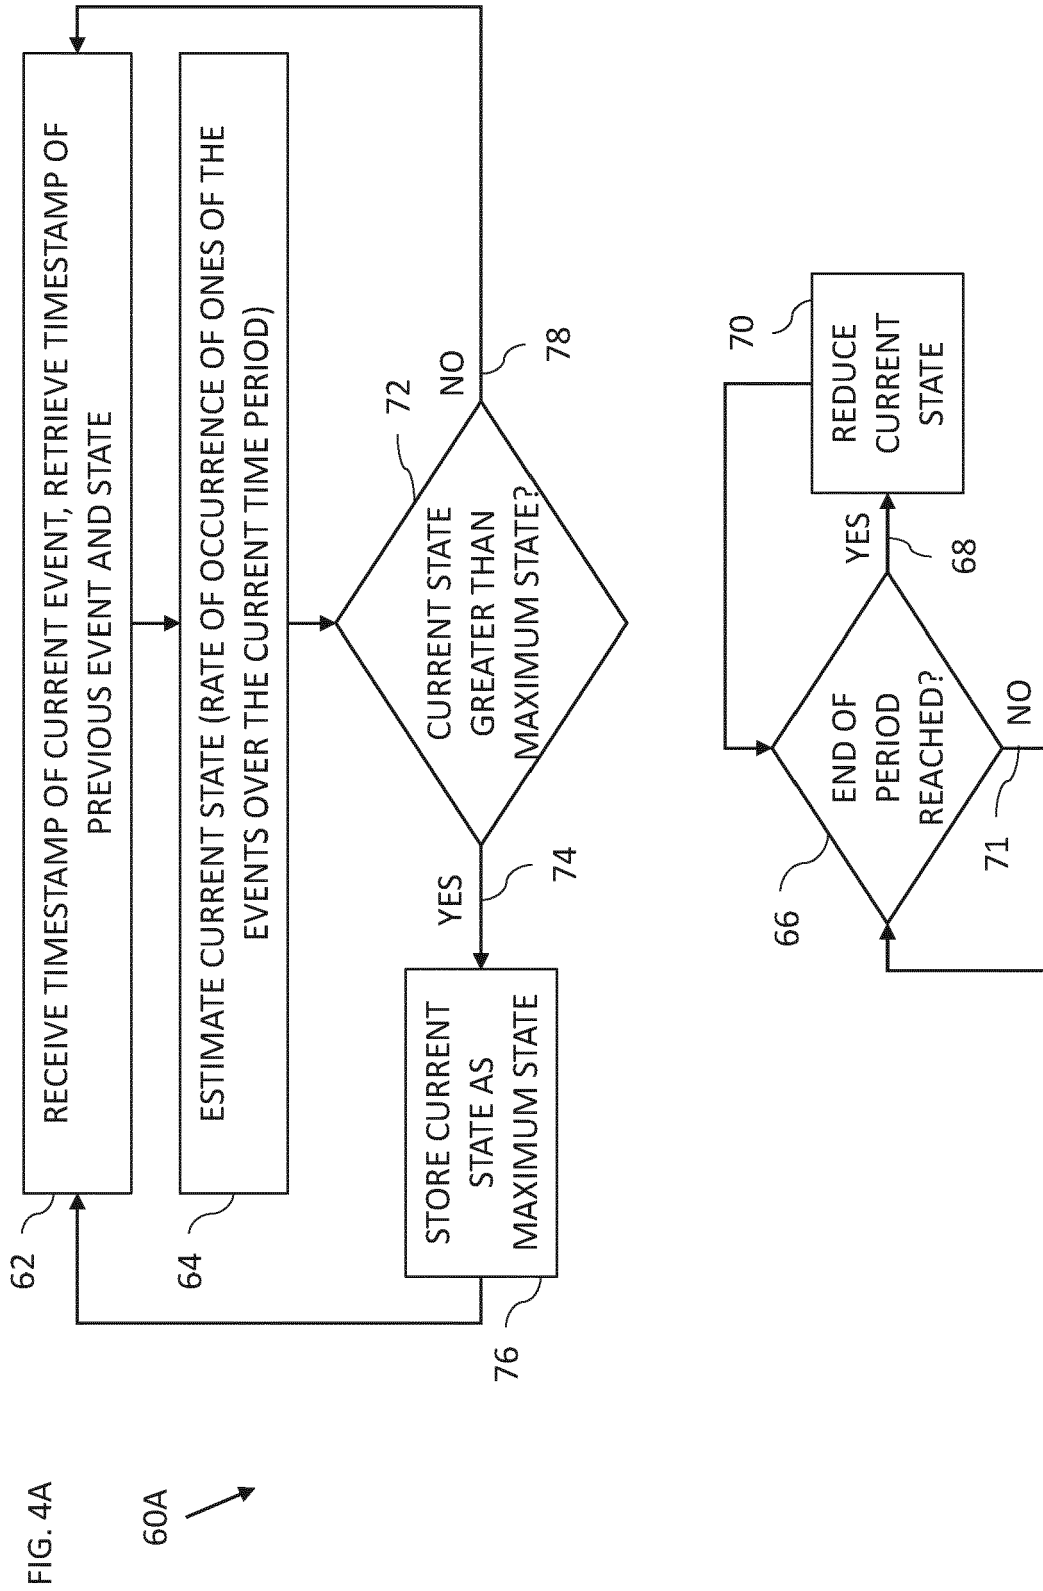 FIG. 4A
60A
62
RECEIVE TIMESTAMP OF CURRENT EVENT, RETRIEVE TIMESTAMP OF
PREVIOUS EVENT AND STATE
64
ESTIMATE CURRENT STATE (RATE OF OCCURRENCE OF ONES OF THE
EVENTS OVER THE CURRENT TIME PERIOD)
72
CURRENT STATE
GREATER THAN
MAXIMUM STATE?
YES
74
NO
78
STORE CURRENT
STATE AS
MAXIMUM STATE
76
66
END OF
PERIOD
REACHED?
YES
68
70
REDUCE
CURRENT
STATE
71
NO